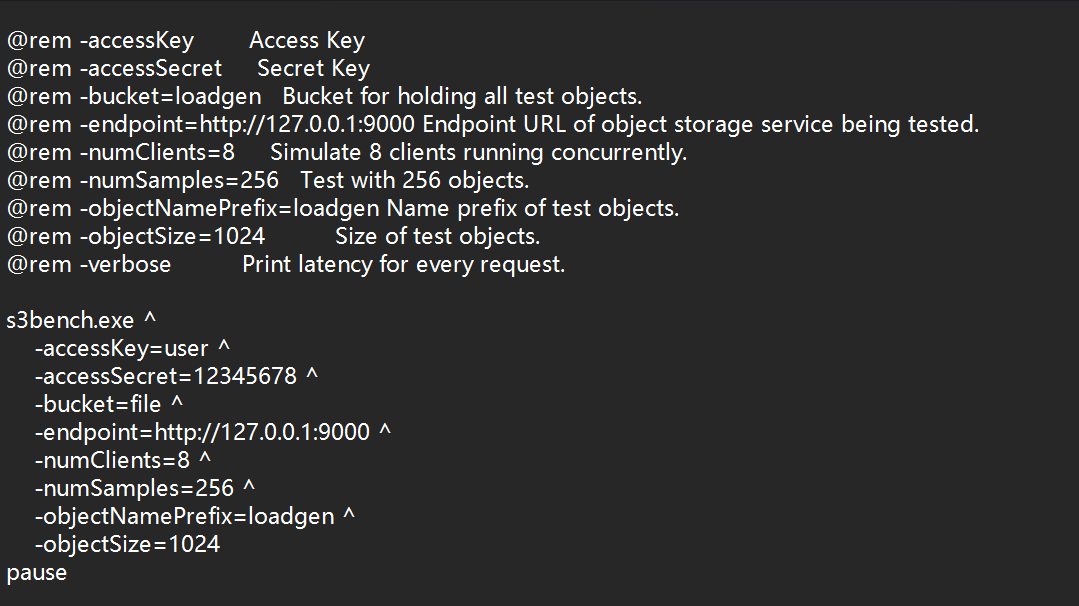 @rem -accessKey        Access Key
@rem -accessSecret     Secret Key
@rem -bucket=loadgen   Bucket for holding all test objects.
@rem -endpoint=http://127.0.0.1:9000 Endpoint URL of object storage service being tested.
@rem -numClients=8     Simulate 8 clients running concurrently.
@rem -numSamples=256   Test with 256 objects.
@rem -objectNamePrefix=loadgen Name prefix of test objects.
@rem -objectSize=1024          Size of test objects.
@rem -verbose          Print latency for every request.

s3bench.exe ^
    -accessKey=user ^
    -accessSecret=12345678 ^
    -bucket=file ^
    -endpoint=http://127.0.0.1:9000 ^
    -numClients=8 ^
    -numSamples=256 ^
    -objectNamePrefix=loadgen ^
    -objectSize=1024
pause